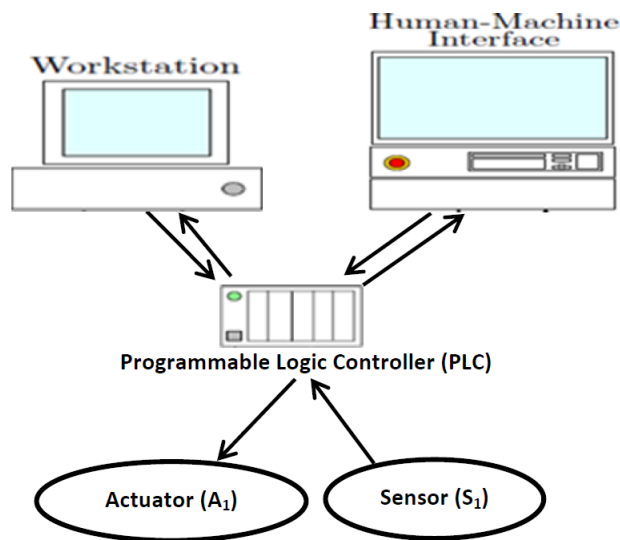 Workstation
Human-Machine
Interface
Programmable Logic Controller (PLC)
Actuator (A₁)
Sensor (S₁)